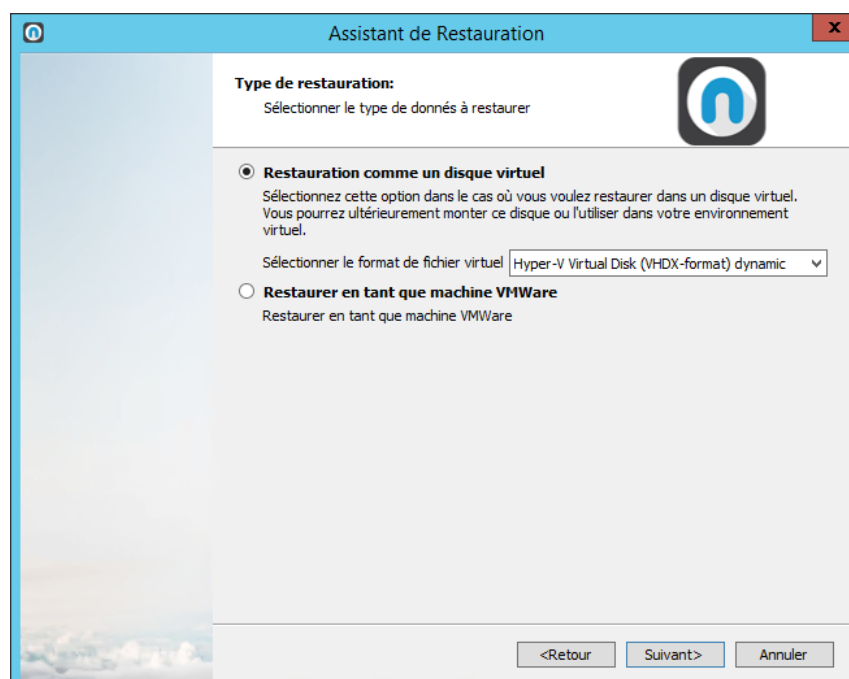 Assistant de Restauration
x
Type de restauration:
Sélectionner le type de donnés à restaurer
n
Restauration comme un disque virtuel
Sélectionnez cette option dans le cas où vous voulez restaurer dans un disque virtuel.
Vous pourrez ultérieurement monter ce disque ou l'utiliser dans votre environnement
virtuel.
Sélectionner le format de fichier virtuel Hyper-V Virtual Disk (VHDX-format) dynamic
Restaurer en tant que machine VMWare
Restaurer en tant que machine VMWare
<Retour Suivant> Annuler